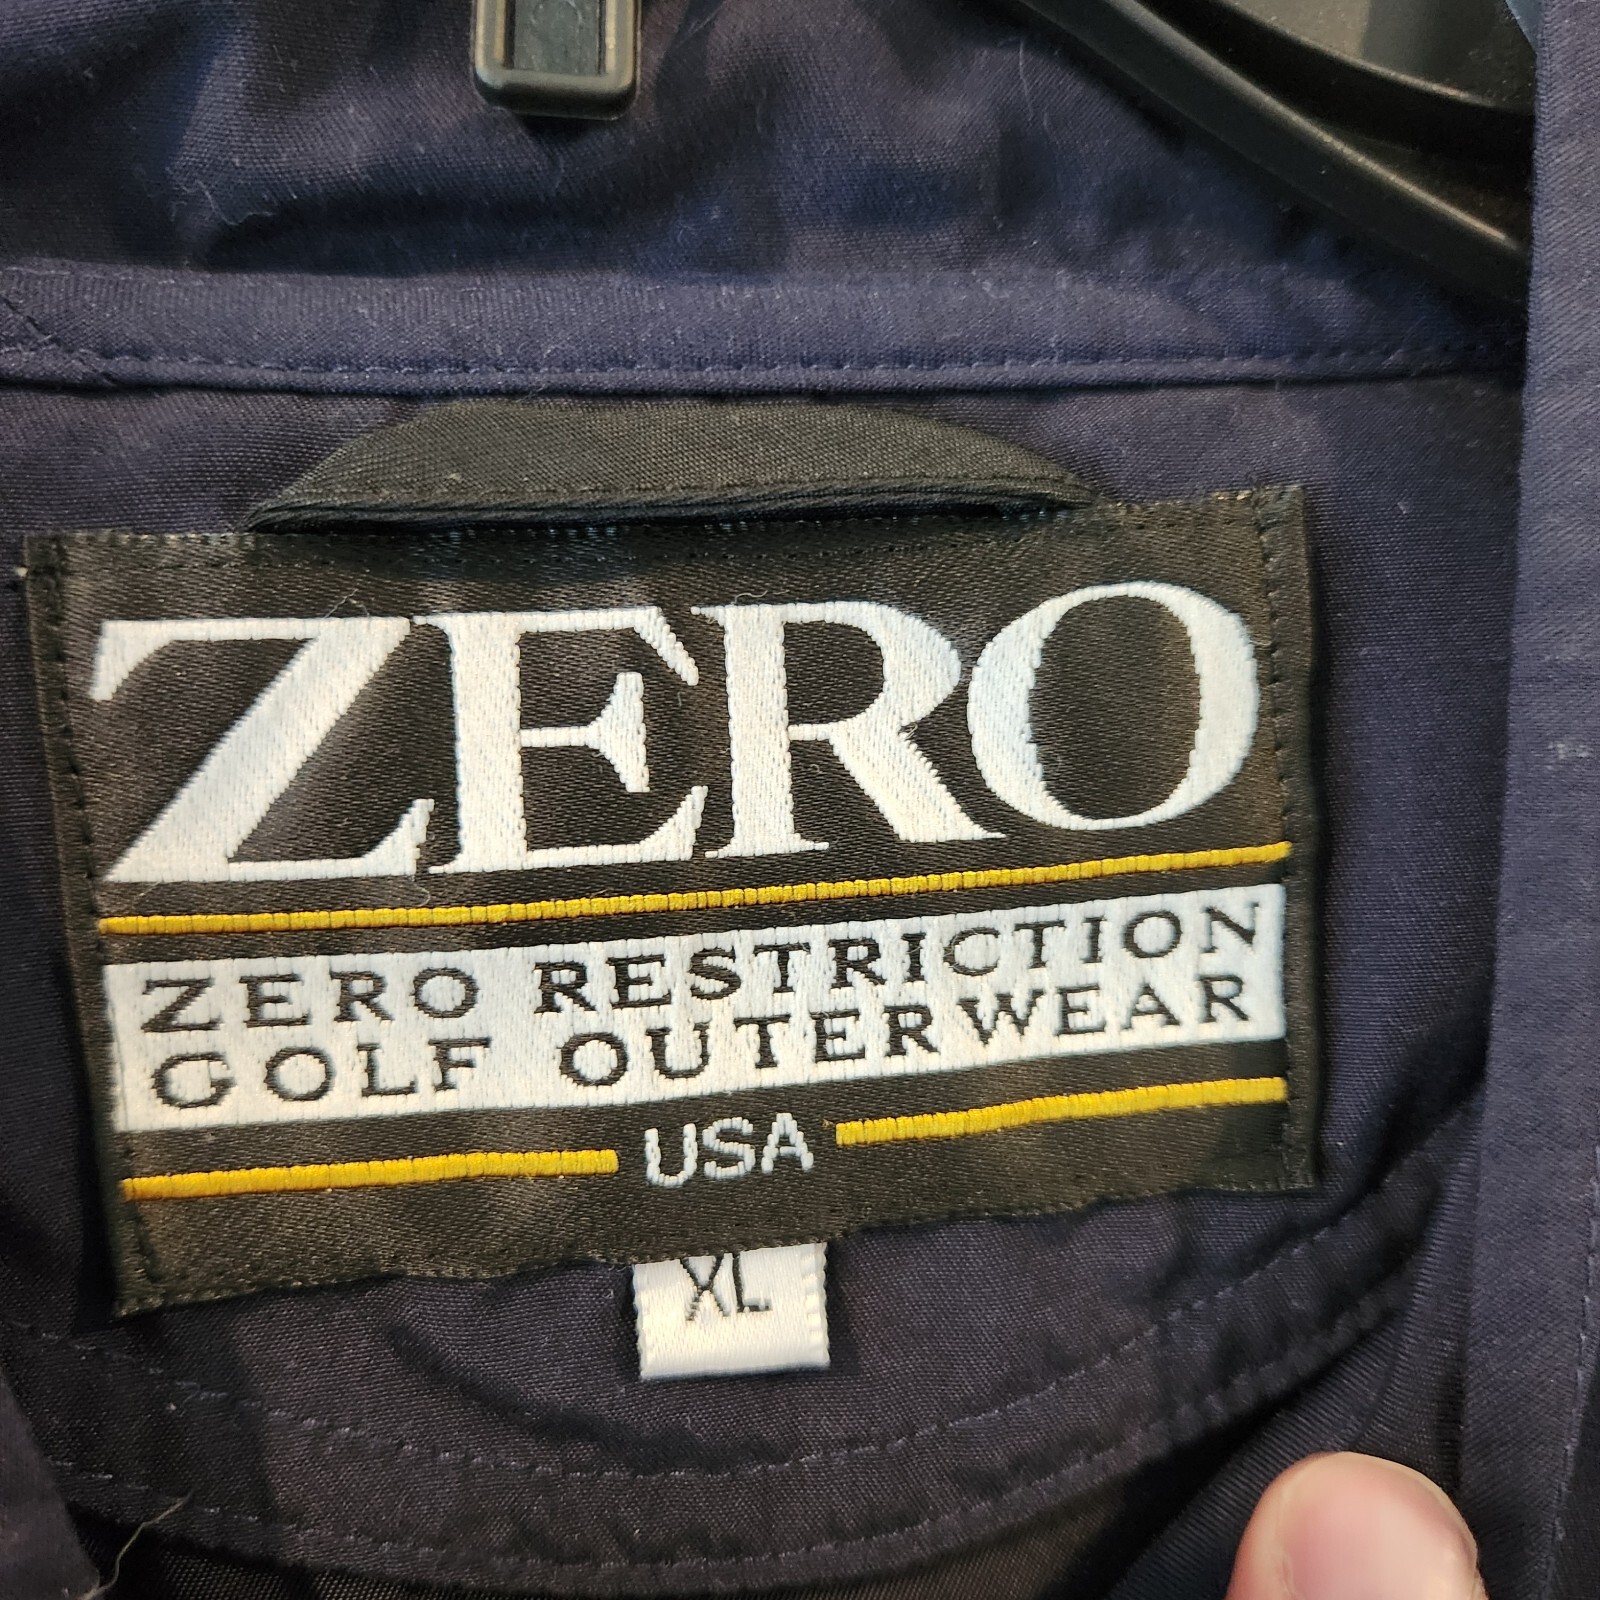 ZERO
ZERO RESTRICTION
GOLF OUTERWEAR
USA
XL